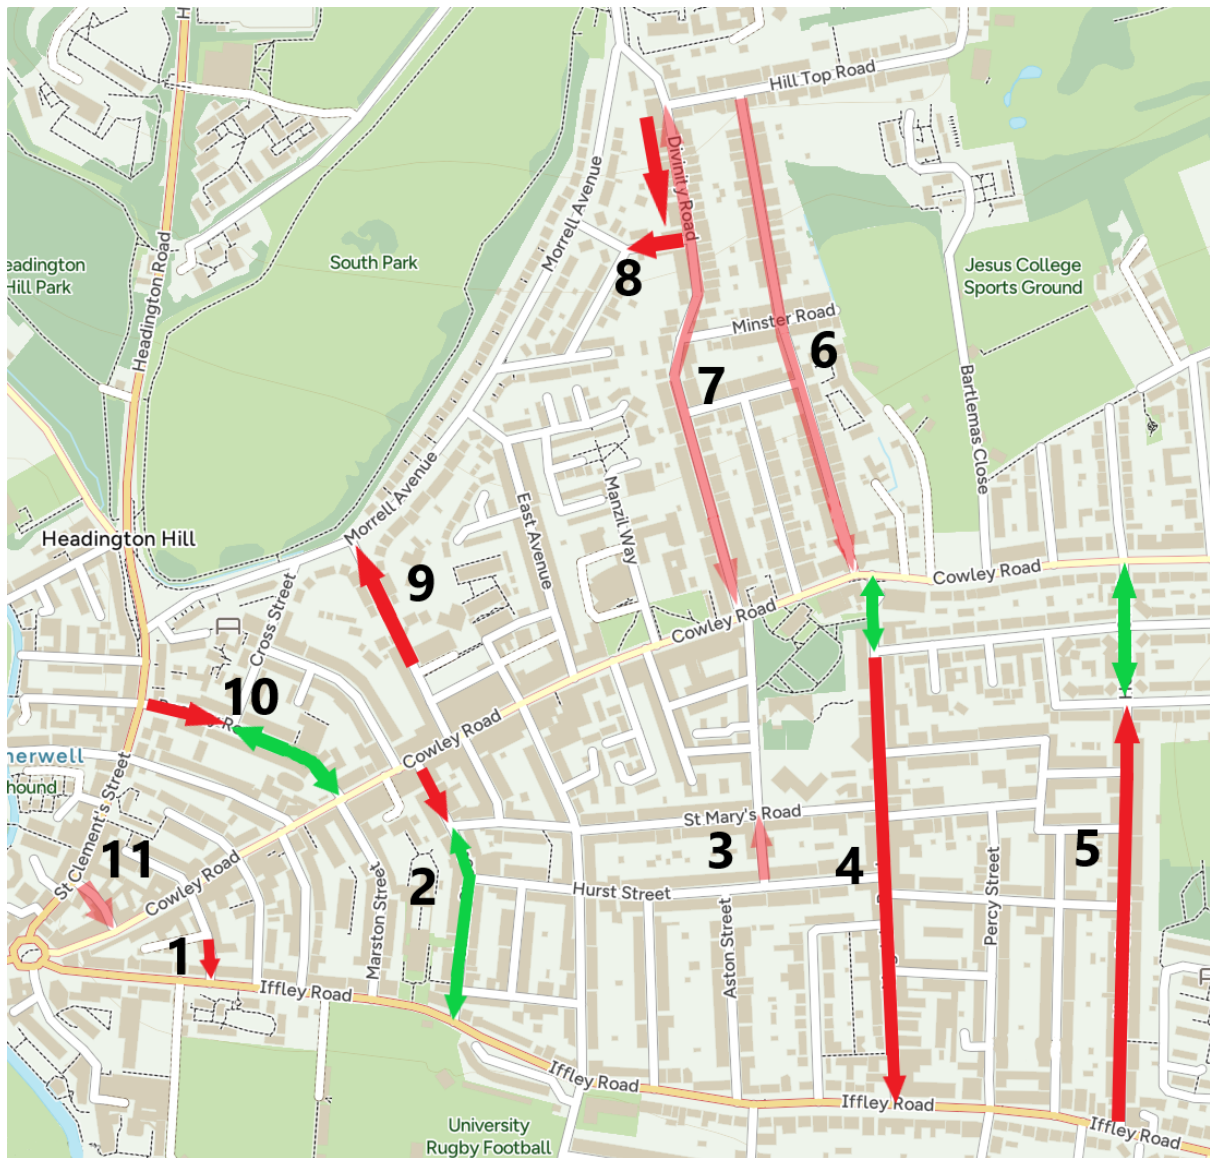 H
Hill Top Road
Divinity Road
Morrell Avenue
South Park
eadington
Hill Park
Headington Road
Jesus College
Sports Ground
8
Minster Road
6
7
Bartlemas Close
Morrell Avenue
Manzil Way
East Avenue
Headington Hill
9
Cross Street
Cowley Road
Cowley Road
10
R
Cowley Road
herwell
hound
St Clement's Street
St Mary's Road
11
3
4
5
2
Cowley Road
Hurst Street
Marston Street
Aston Street
Percy Street
1
Iffley Road
Iffley Road
Iffley Road
Iffley Road
University
Rugby Football